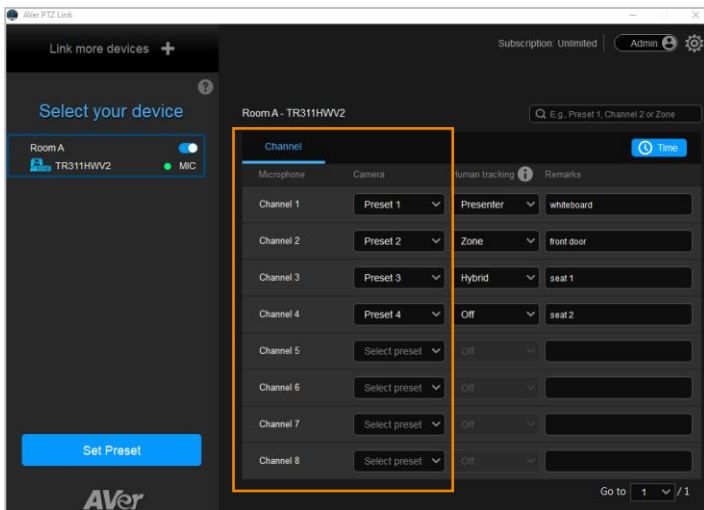 AVer PTZ Link
Link more devices +
Subscription: Unlimited
Admin
?
Select your device
Room A
TR311HWV2
MIC
Room A - TR311HWV2
E.g., Preset 1, Channel 2 or Zone
Channel
Time
Microphone Camera Human tracking i Remarks
Channel 1 Preset 1 Presenter whiteboard
Channel 2 Preset 2 Zone front door
Channel 3 Preset 3 Hybrid seat 1
Channel 4 Preset 4 Off seat 2
Channel 5 Select preset Off
Channel 6 Select preset Off
Channel 7 Select preset Off
Channel 8 Select preset Off
Set Preset
AVer
Go to 1 / 1